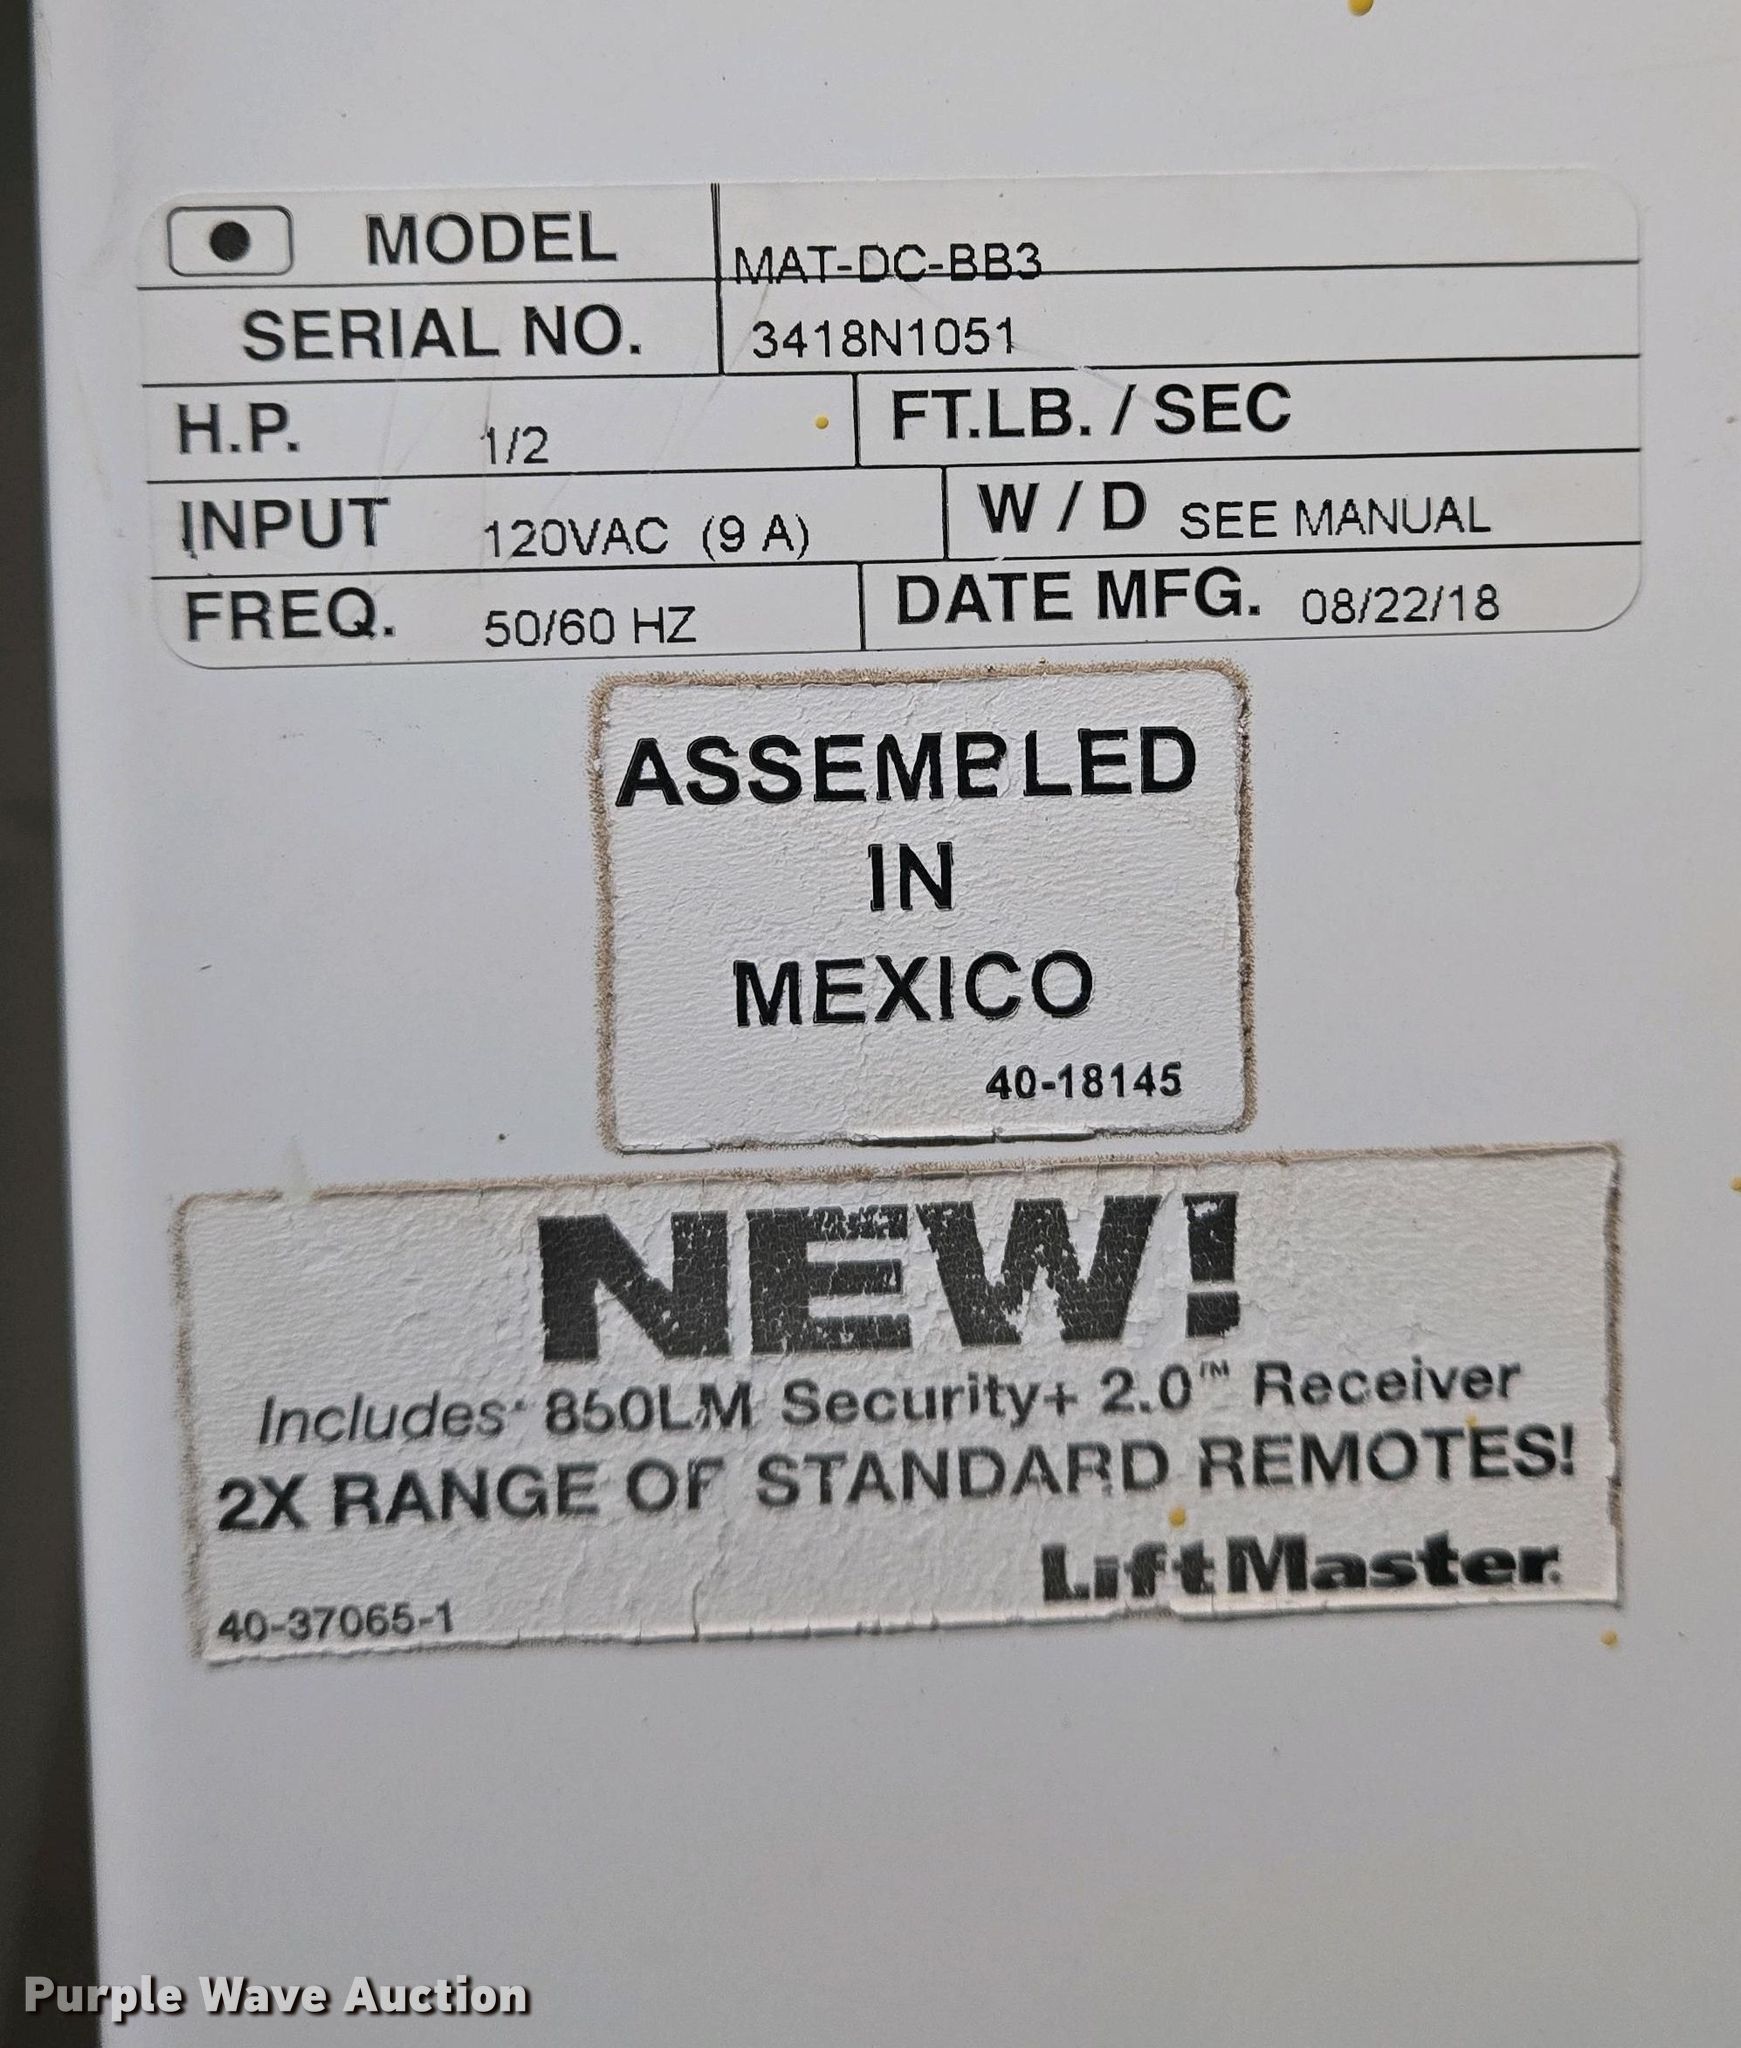 MODEL MAT-DC-BB3
SERIAL NO. 3418N1051
H.P. 1/2 FT.LB. / SEC
INPUT 120VAC (9 A) W / D SEE MANUAL
FREQ. 50/60 HZ DATE MFG. 08/22/18
ASSEMBLED
IN
MEXICO
40-18145
NEW!
Includes• 850LM Security+ 2.0™ Receiver
2X RANGE OF STANDARD REMOTES!
LiftMaster.
40-37065-1
Purple Wave Auction